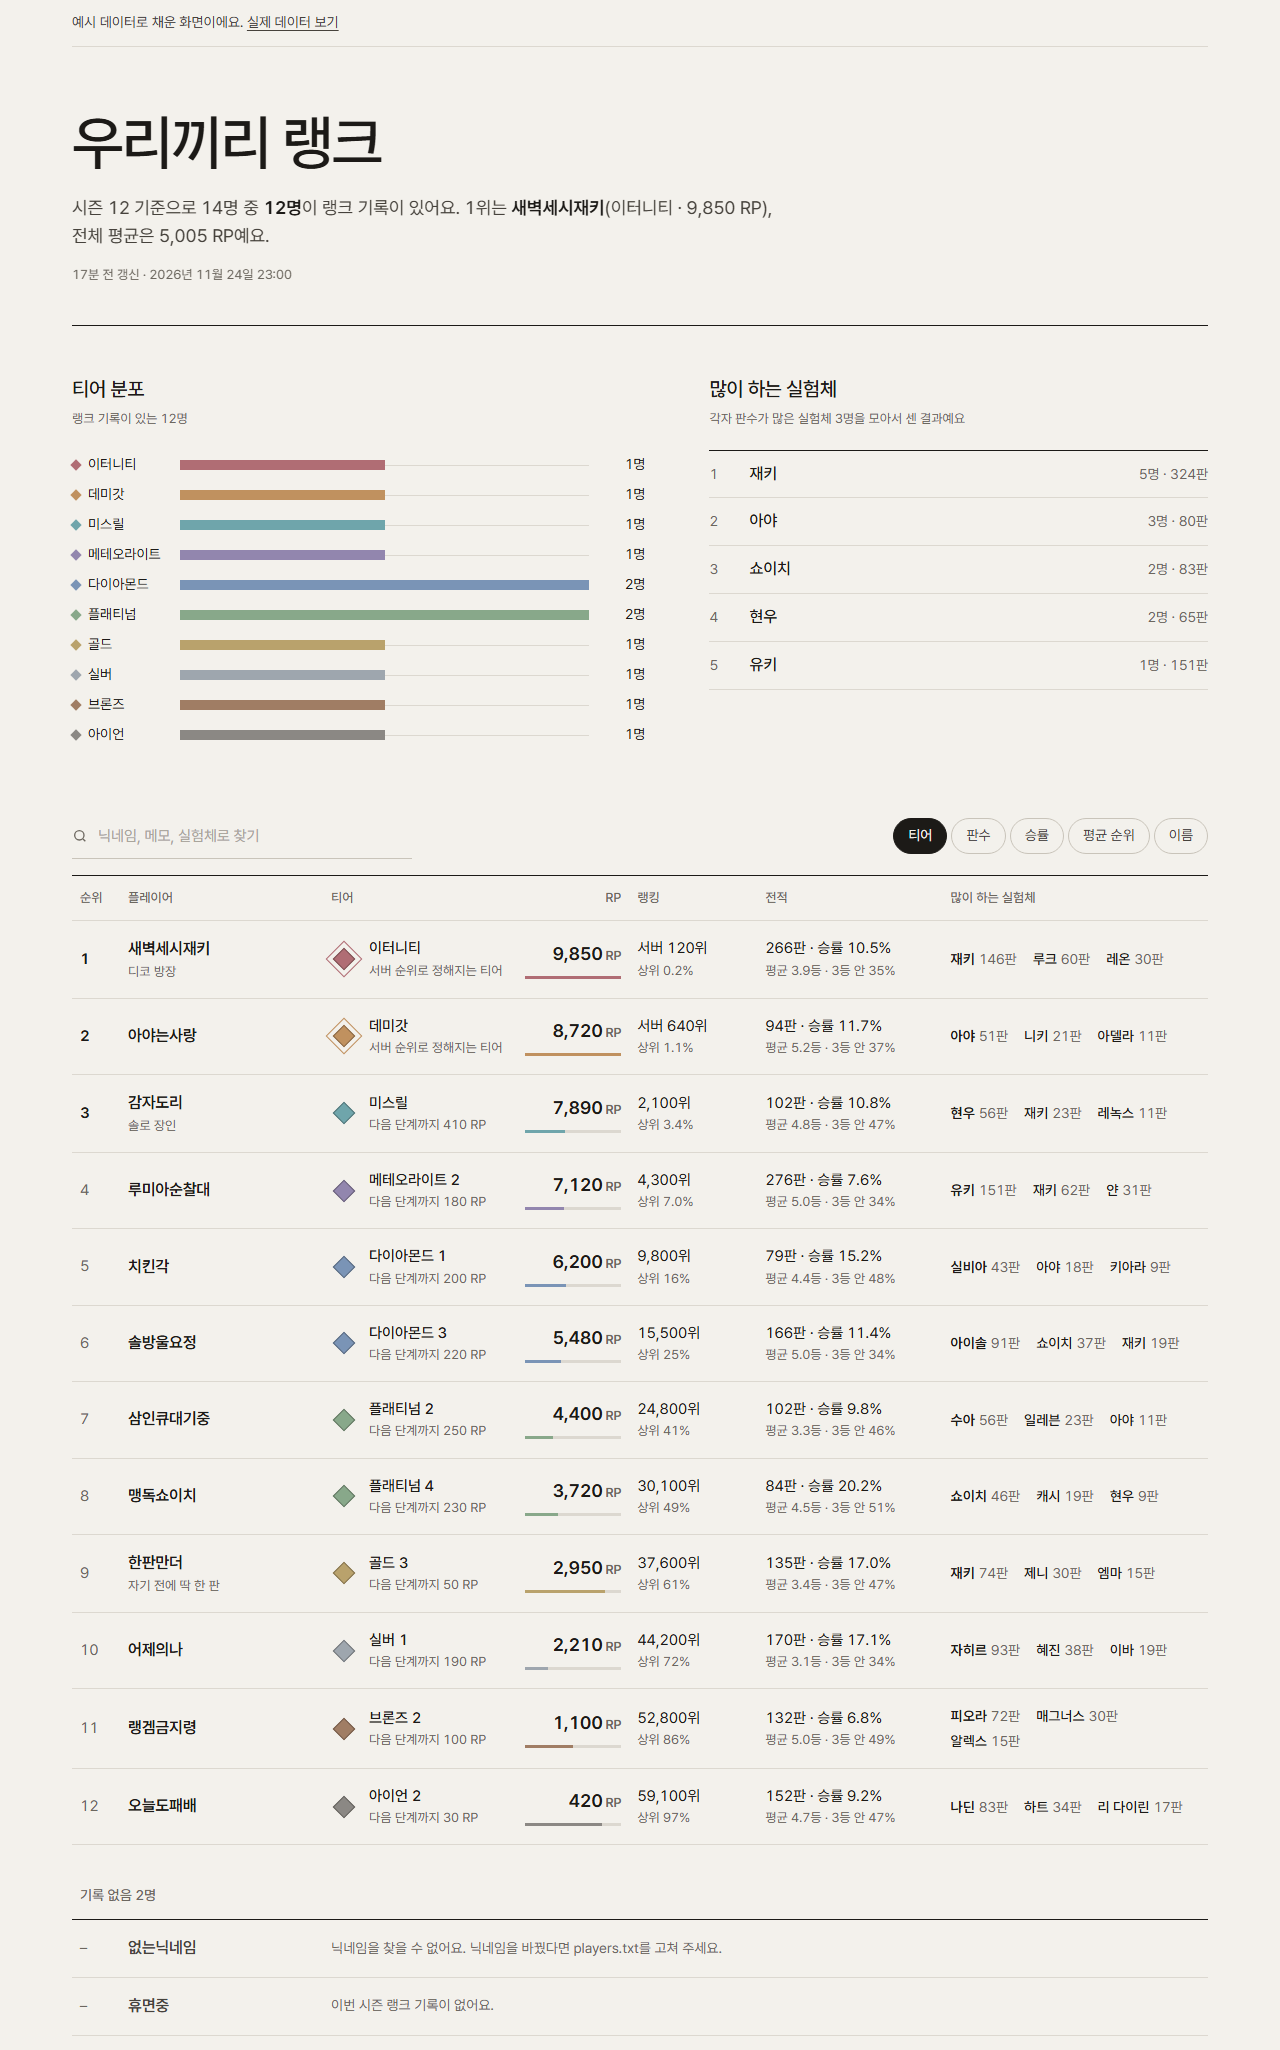 예시 데이터로 채운 화면이에요. 실제 데이터 보기
우리끼리 랭크
시즌 12 기준으로 14명 중 12명이 랭크 기록이 있어요. 1위는 새벽세시재키(이터니티 · 9,850 RP),
전체 평균은 5,005 RP예요.
17분 전 갱신 · 2026년 11월 24일 23:00
티어 분포
랭크 기록이 있는 12명
이터니티 1명
데미갓 1명
미스릴 1명
메테오라이트 1명
다이아몬드 2명
플래티넘 2명
골드 1명
실버 1명
브론즈 1명
아이언 1명
많이 하는 실험체
각자 판수가 많은 실험체 3명을 모아서 센 결과예요
1 재키 5명 · 324판
2 아야 3명 · 80판
3 쇼이치 2명 · 83판
4 현우 2명 · 65판
5 유키 1명 · 151판
닉네임, 메모, 실험체로 찾기
티어 판수 승률 평균 순위 이름
순위 플레이어 티어 RP 랭킹 전적 많이 하는 실험체
1 새벽세시재키 이터니티 9,850 RP 서버 120위 266판 · 승률 10.5% 재키 146판 루크 60판 레온 30판
디코 방장 서버 순위로 정해지는 티어 상위 0.2% 평균 3.9등 · 3등 안 35%
2 아야는사랑 데미갓 8,720 RP 서버 640위 94판 · 승률 11.7% 아야 51판 니키 21판 아델라 11판
서버 순위로 정해지는 티어 상위 1.1% 평균 5.2등 · 3등 안 37%
3 감자도리 미스릴 7,890 RP 2,100위 102판 · 승률 10.8% 현우 56판 재키 23판 레녹스 11판
솔로 장인 다음 단계까지 410 RP 상위 3.4% 평균 4.8등 · 3등 안 47%
4 루미아순찰대 메테오라이트 2 7,120 RP 4,300위 276판 · 승률 7.6% 유키 151판 재키 62판 얀 31판
다음 단계까지 180 RP 상위 7.0% 평균 5.0등 · 3등 안 34%
5 치킨각 다이아몬드 1 6,200 RP 9,800위 79판 · 승률 15.2% 실비아 43판 아야 18판 키아라 9판
다음 단계까지 200 RP 상위 16% 평균 4.4등 · 3등 안 48%
6 솔방울요정 다이아몬드 3 5,480 RP 15,500위 166판 · 승률 11.4% 아이솔 91판 쇼이치 37판 재키 19판
다음 단계까지 220 RP 상위 25% 평균 5.0등 · 3등 안 34%
7 삼인큐대기중 플래티넘 2 4,400 RP 24,800위 102판 · 승률 9.8% 수아 56판 일레븐 23판 아야 11판
다음 단계까지 250 RP 상위 41% 평균 3.3등 · 3등 안 46%
8 맹독쇼이치 플래티넘 4 3,720 RP 30,100위 84판 · 승률 20.2% 쇼이치 46판 캐시 19판 현우 9판
다음 단계까지 230 RP 상위 49% 평균 4.5등 · 3등 안 51%
9 한판만더 골드 3 2,950 RP 37,600위 135판 · 승률 17.0% 재키 74판 제니 30판 엠마 15판
자기 전에 딱 한 판 다음 단계까지 50 RP 상위 61% 평균 3.4등 · 3등 안 47%
10 어제의나 실버 1 2,210 RP 44,200위 170판 · 승률 17.1% 자히르 93판 혜진 38판 이바 19판
다음 단계까지 190 RP 상위 72% 평균 3.1등 · 3등 안 34%
11 랭겜금지령 브론즈 2 1,100 RP 52,800위 132판 · 승률 6.8% 피오라 72판 매그너스 30판
다음 단계까지 100 RP 상위 86% 평균 5.0등 · 3등 안 49% 알렉스 15판
12 오늘도패배 아이언 2 420 RP 59,100위 152판 · 승률 9.2% 나딘 83판 하트 34판 리 다이린 17판
다음 단계까지 30 RP 상위 97% 평균 4.7등 · 3등 안 47%
기록 없음 2명
– 없는닉네임 닉네임을 찾을 수 없어요. 닉네임을 바꿨다면 players.txt를 고쳐 주세요.
– 휴면중 이번 시즌 랭크 기록이 없어요.